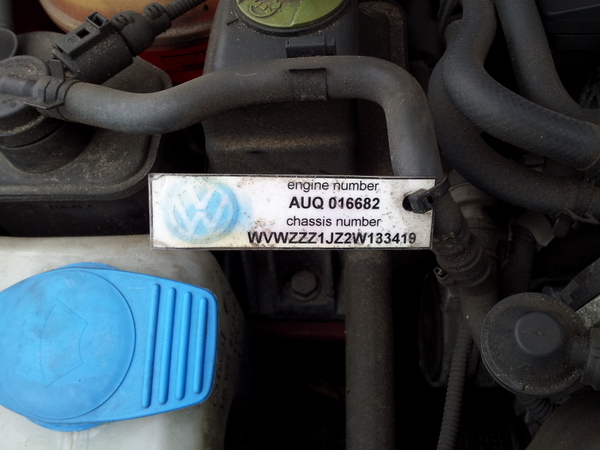 engine number
AUQ 016682
chassis number
WVWZZZ1JZ2W133419